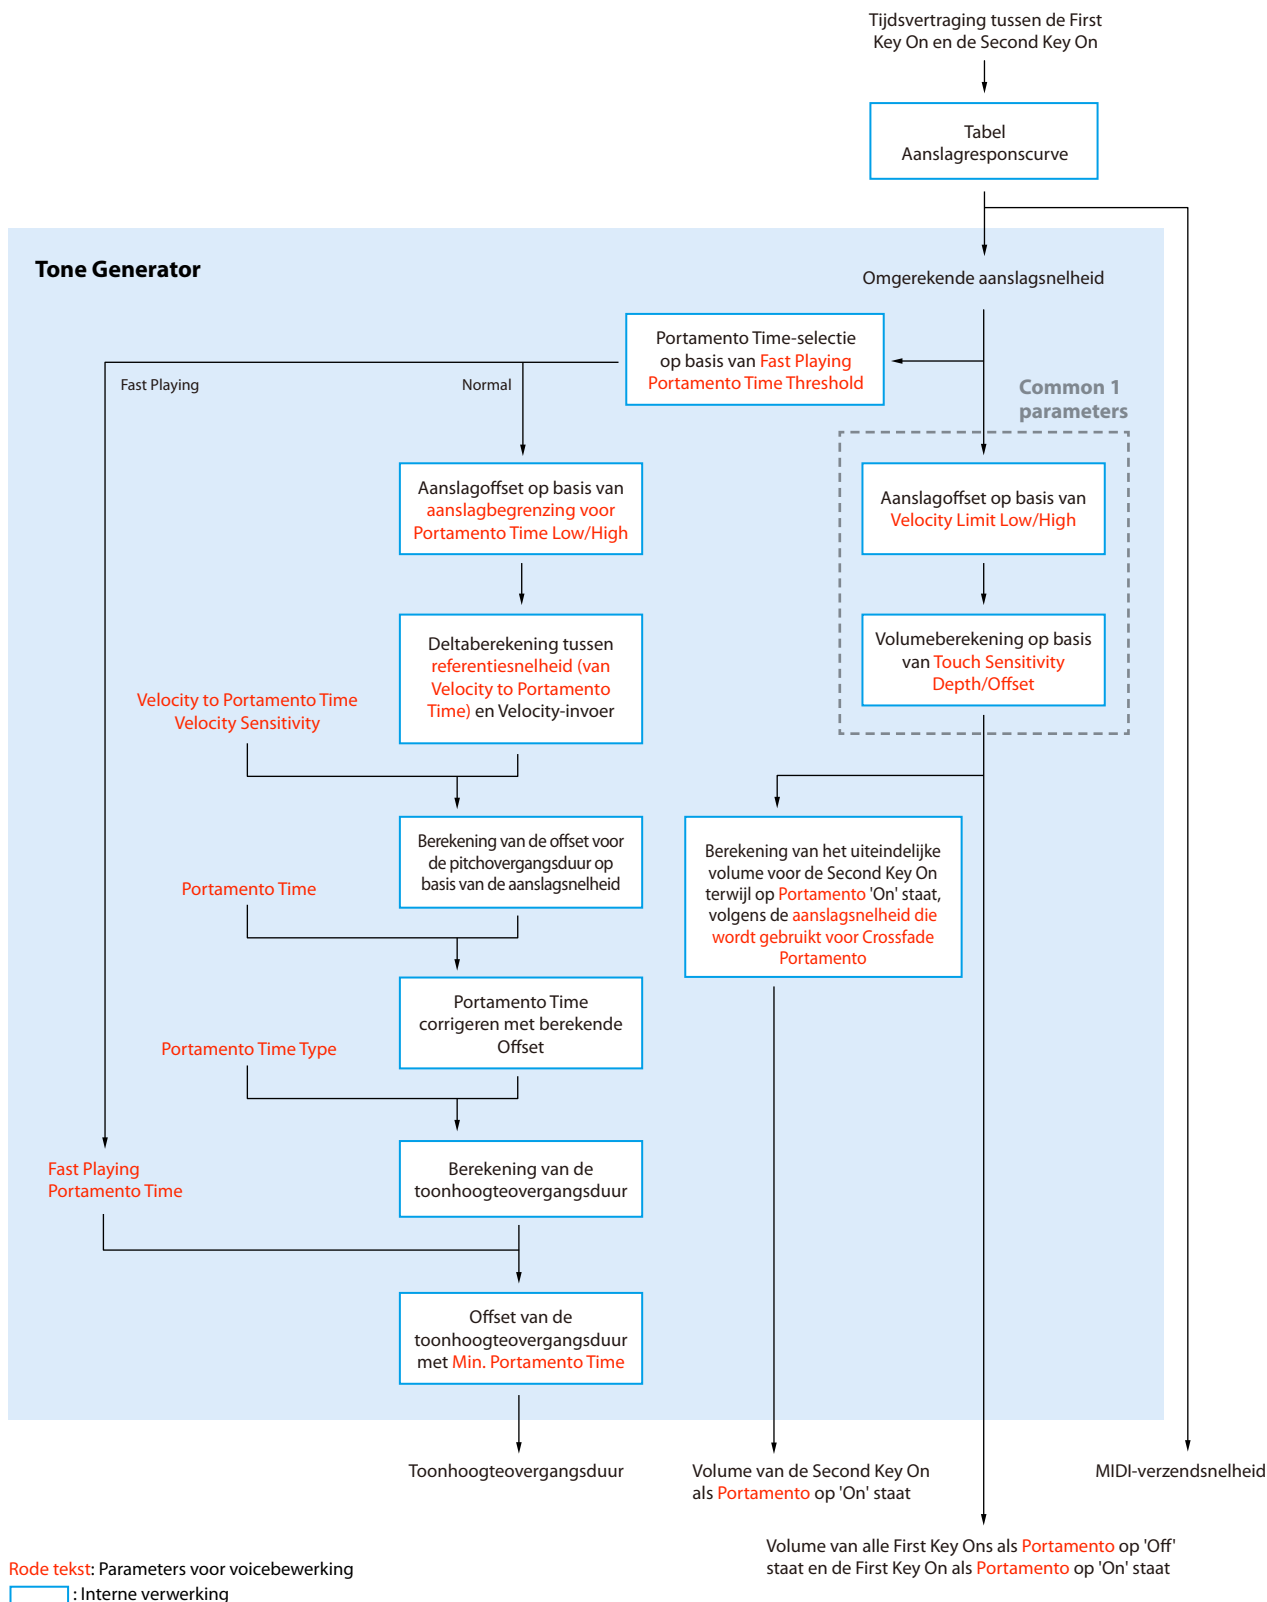 Tijdsvertraging tussen de First
Key On en de Second Key On
Tabel
Aanslagresponscurve
Tone Generator
Omgerekende aanslagsnelheid
Portamento Time-selectie
op basis van Fast Playing
Portamento Time Threshold
Fast Playing
Normal
Common 1
parameters
Aanslagoffset op basis van
aanslagbegrenzing voor
Portamento Time Low/High
Aanslagoffset op basis van
Velocity Limit Low/High
Deltaberekening tussen
referentiesnelheid (van
Velocity to Portamento
Time) en Velocity-invoer
Volumeberekening op basis
van Touch Sensitivity
Depth/Offset
Velocity to Portamento Time
Velocity Sensitivity
Berekening van de offset voor
de pitchovergangsduur op
basis van de aanslagsnelheid
Berekening van het uiteindelijke
volume voor de Second Key On
terwijl op Portamento 'On' staat,
volgens de aanslagsnelheid die
wordt gebruikt voor Crossfade
Portamento
Portamento Time
Portamento Time
corrigeren met berekende
Offset
Portamento Time Type
Berekening van de
toonhoogteovergangsduur
Fast Playing
Portamento Time
Offset van de
toonhoogteovergangsduur
met Min. Portamento Time
Toonhoogteovergangsduur
Volume van de Second Key On
als Portamento op 'On' staat
MIDI-verzendsnelheid
Volume van alle First Key Ons als Portamento op 'Off'
staat en de First Key On als Portamento op 'On' staat
Rode tekst: Parameters voor voicebewerking
: Interne verwerking